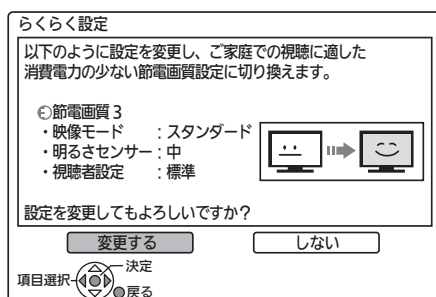 らくらく設定
以下のように設定を変更し、ご家庭での視聴に適した
消費電力の少ない節電画質設定に切り換えます。
Ⓔ節電画質3
・映像モード　：スタンダード
・明るさセンサー：中
・視聴者設定　：標準
設定を変更してもよろしいですか？
変更する　しない
決定
項目選択
戻る